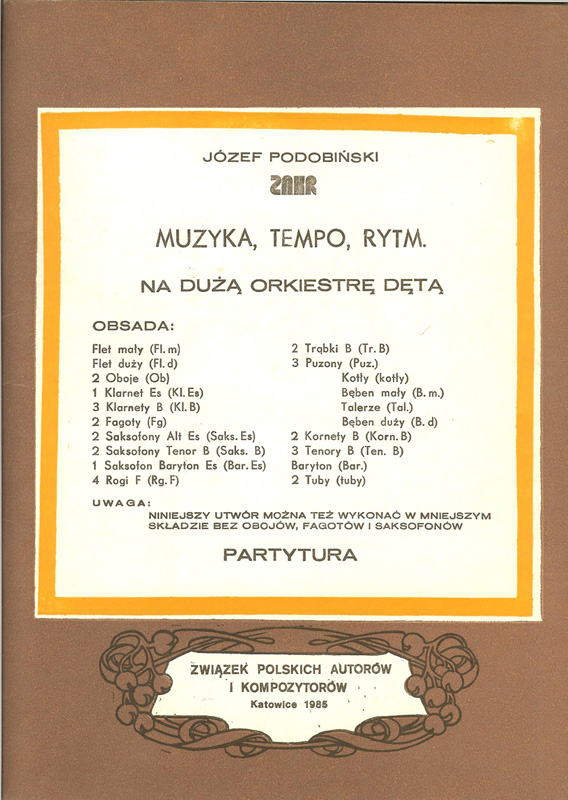 JÓZEF PODOBIŃSKI
ZAKR
MUZYKA, TEMPO, RYTM.
NA DUŻĄ ORKIESTRĘ DĘTĄ
OBSADA:
Flet mały (Fl. m)
Flet duży (Fl. d)
2 Oboje (Ob)
1 Klarnet Es (Kl. Es)
3 Klarnety B (Kl. B)
2 Fagoty (Fg)
2 Saksofony Alt Es (Saks. Es)
2 Saksofony Tenor B (Saks. B)
1 Saksofon Baryton Es (Bar. Es)
4 Rogi F (Rg. F)
2 Trąbki B (Tr. B)
3 Puzony (Puz.)
Kotły (kotły)
Bęben mały (B. m.)
Talerze (Tal.)
Bęben duży (B. d)
2 Kornety B (Korn. B)
3 Tenory B (Ten. B)
Baryton (Bar.)
2 Tuby (tuby)
UWAGA:
NINIEJSZY UTWÓR MOŻNA TEŻ WYKONAĆ W MNIEJSZYM
SKŁADZIE BEZ OBOJÓW, FAGOTÓW I SAKSOFONÓW
PARTYTURA
ZWIĄZEK POLSKICH AUTORÓW
I KOMPOZYTORÓW
Katowice 1985